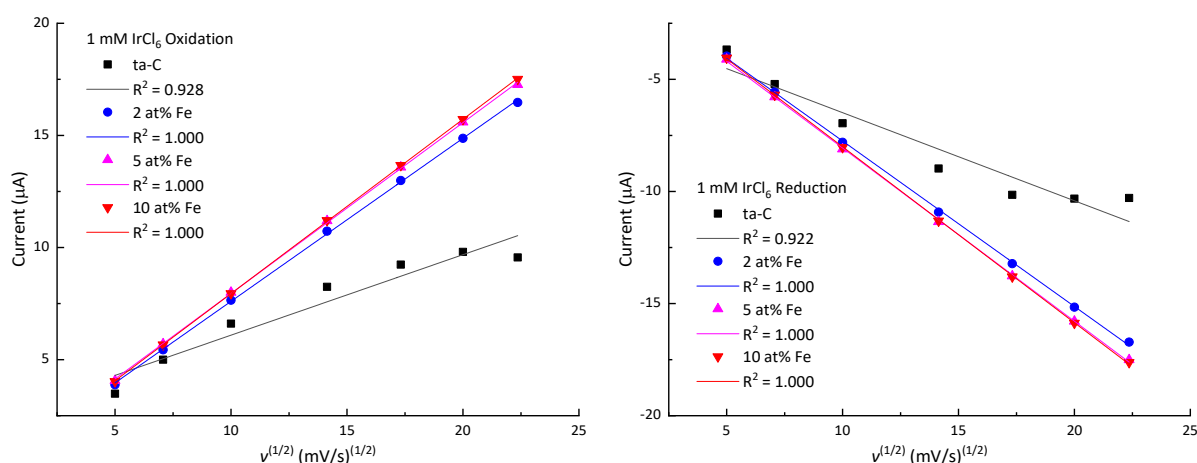 20
15
10
5
Current (μA)
1 mM IrCl₆ Oxidation
ta-C
R² = 0.928
2 at% Fe
R² = 1.000
5 at% Fe
R² = 1.000
10 at% Fe
R² = 1.000
5 10 15 20 25
v^(1/2) (mV/s)^(1/2)
-5
-10
-15
-20
Current (μA)
1 mM IrCl₆ Reduction
ta-C
R² = 0.922
2 at% Fe
R² = 1.000
5 at% Fe
R² = 1.000
10 at% Fe
R² = 1.000
5 10 15 20 25
v^(1/2) (mV/s)^(1/2)